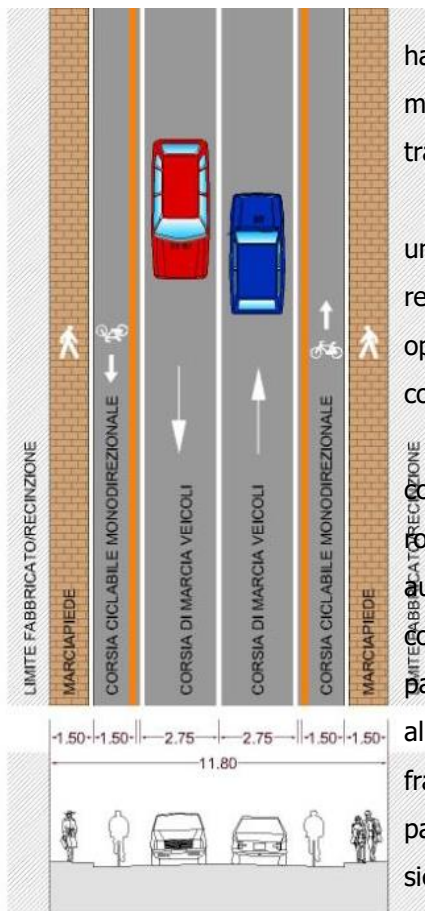 LIMITE FABBRICATO/RECINZIONE
MARCIAPIEDE
CORSIA CICLABILE MONODIREZIONALE
CORSIA DI MARCIA VEICOLI
CORSIA DI MARCIA VEICOLI
CORSIA CICLABILE MONODIREZIONALE
MARCIAPIEDE
LIMITE FABBRICATO/RECINZIONE
1.50 1.50 2.75 2.75 1.50 1.50
11.80
ha
m
tra
un
re
op
co
co
ro
au
co
pa
al
fra
pa
sic